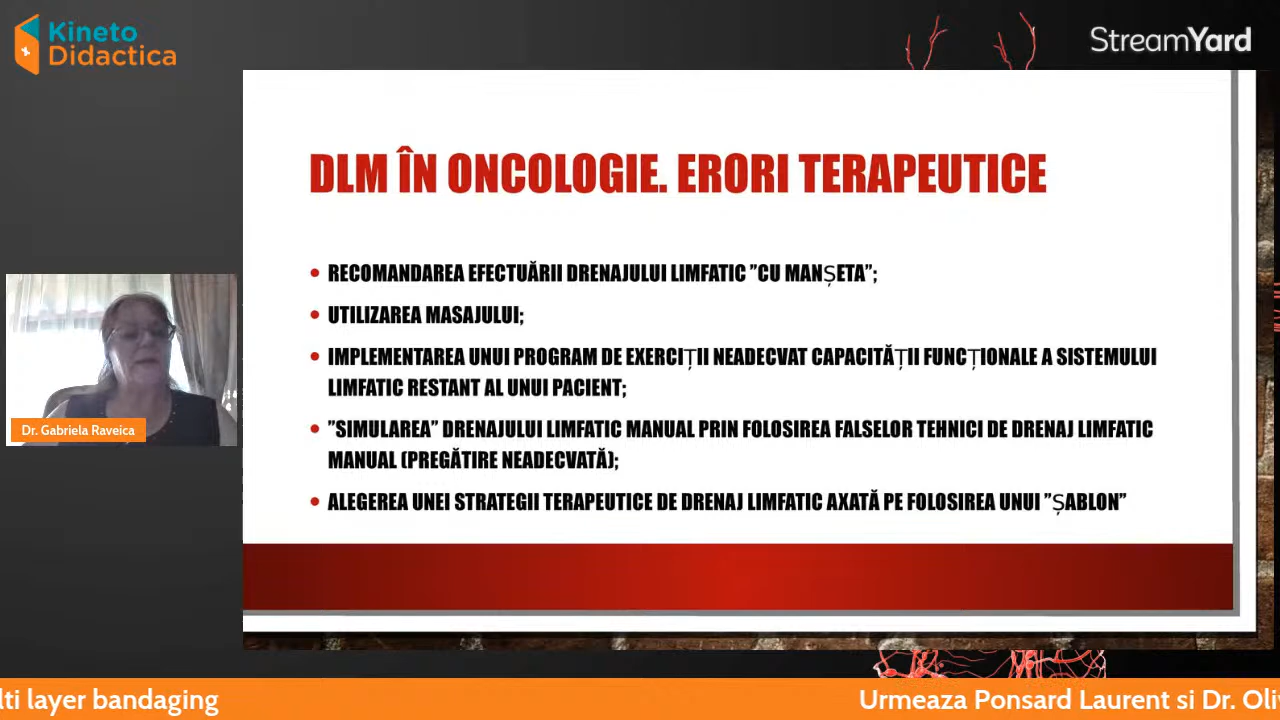 Kineto
Didactica
StreamYard
DLM ÎN ONCOLOGIE. ERORI TERAPEUTICE
• RECOMANDAREA EFECTUĂRII DRENAJULUI LIMFATIC ”CU MANȘETA”;
• UTILIZAREA MASAJULUI;
• IMPLEMENTAREA UNUI PROGRAM DE EXERCIȚII NEADECVAT CAPACITĂȚII FUNCȚIONALE A SISTEMULUI
LIMFATIC RESTANT AL UNUI PACIENT;
• ”SIMULAREA” DRENAJULUI LIMFATIC MANUAL PRIN FOLOSIREA FALSELOR TEHNICI DE DRENAJ LIMFATIC
MANUAL (PREGĂTIRE NEADECVATĂ);
• ALEGEREA UNEI STRATEGII TERAPEUTICE DE DRENAJ LIMFATIC AXATĂ PE FOLOSIREA UNUI ”ȘABLON”
Dr. Gabriela Raveica
lti layer bandaging
Urmeaza Ponsard Laurent si Dr. Oliv